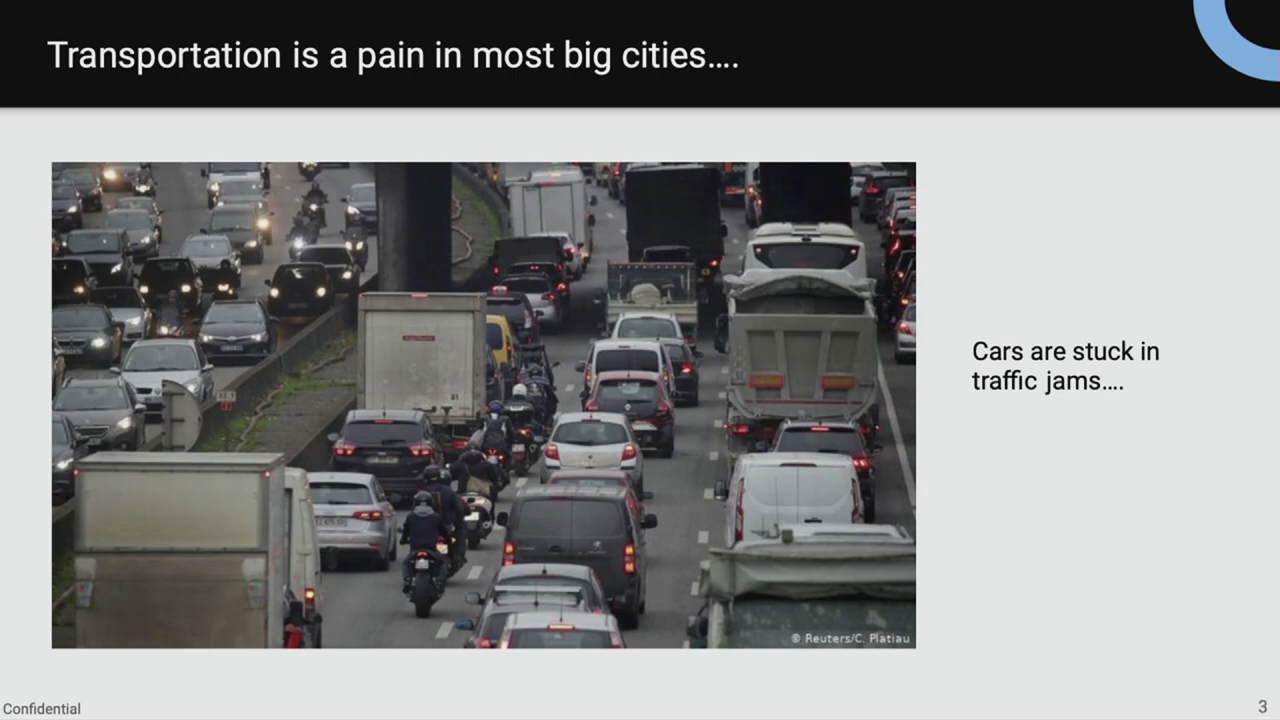 Transportation is a pain in most big cities....
Cars are stuck in
traffic jams....
© Reuters/C. Platiau
Confidential
3